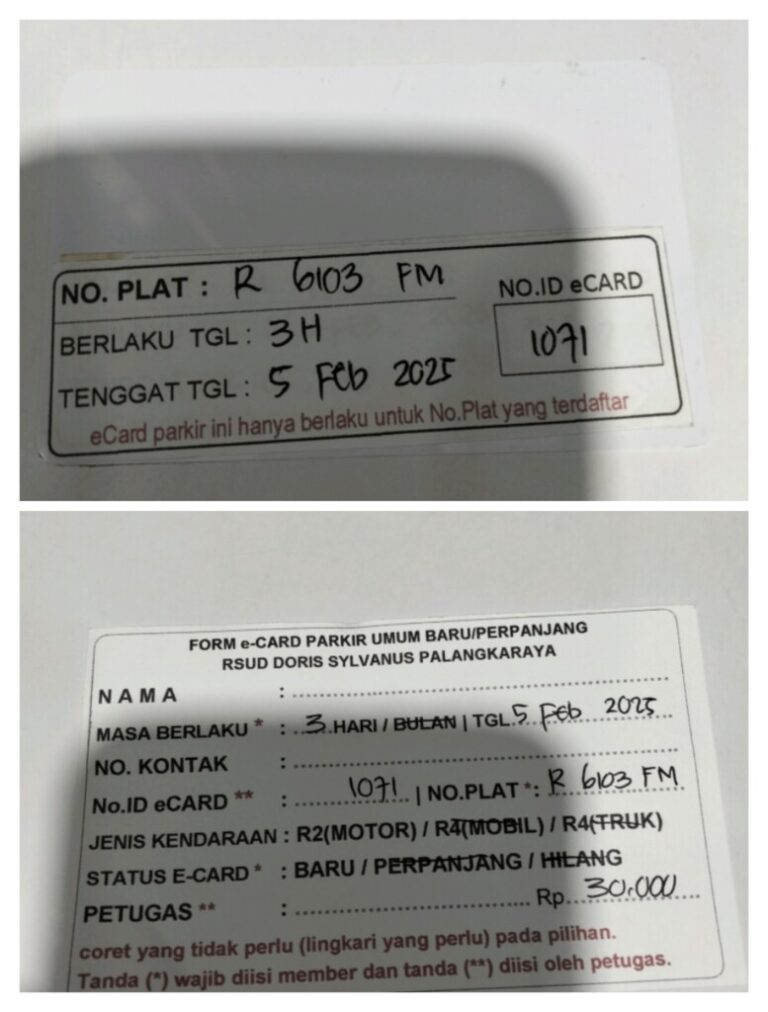 NO. PLAT : R 6103 FM
NO.ID eCARD
BERLAKU TGL : 3H
1071
TENGGAT TGL : 5 Feb 2025
eCard parkir ini hanya berlaku untuk No.Plat yang terdaftar
FORM e-CARD PARKIR UMUM BARU/PERPANJANG
RSUD DORIS SYLVANUS PALANGKARAYA
NAMA : ........................................
MASA BERLAKU * : ..3. HARI / BULAN | TGL.5 Feb 2025..
NO. KONTAK : ........................................
No.ID eCARD ** : ......1071.... | NO.PLAT *: R 6103 FM
JENIS KENDARAAN : R2(MOTOR) / R4(MOBIL) / R4(TRUK)
STATUS E-CARD * : BARU / PERPANJANG / HILANG
PETUGAS ** : .............................. Rp...30.000....
coret yang tidak perlu (lingkari yang perlu) pada pilihan.
Tanda (*) wajib diisi member dan tanda (**) diisi oleh petugas.